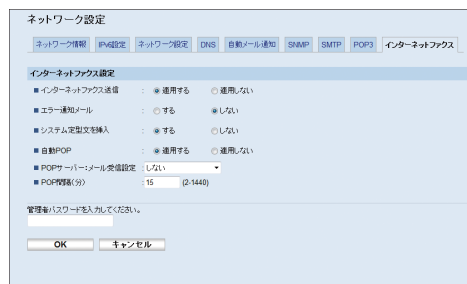 ネットワーク設定
ネットワーク情報 IPv6設定 ネットワーク設定 DNS 自動メール通知 SNMP SMTP POP3 インターネットファクス
インターネットファクス設定
■ インターネットファクス送信 : 適用する 適用しない
■ エラー通知メール : する しない
■ システム定型文を挿入 : する しない
■ 自動POP : 適用する 適用しない
■ POPサーバー:メール受信設定 : しない
■ POP間隔(分) : 15 (2-1440)
管理者パスワードを入力してください。
OK キャンセル